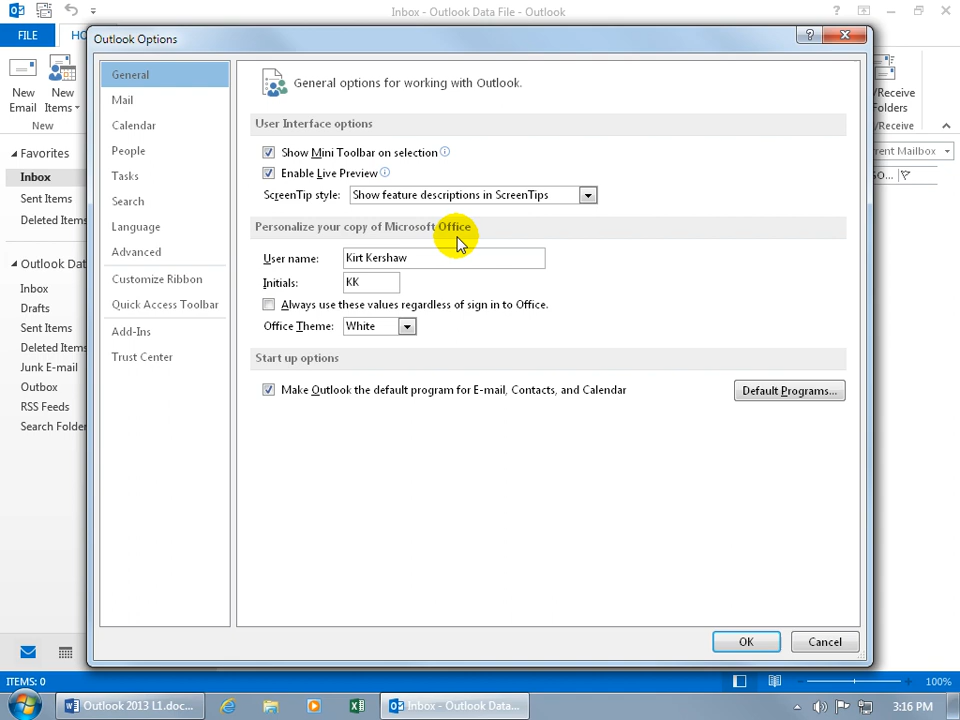 Inbox - Outlook Data File - Outlook
FILE
HO
New Email
New Items
New
/Receive
Folders
/Receive
rent Mailbox
Favorites
Inbox
Sent Items
Deleted Items
Outlook Dat
Inbox
Drafts
Sent Items
Deleted Items
Junk E-mail
Outbox
RSS Feeds
Search Folder
Outlook Options
General
Mail
Calendar
People
Tasks
Search
Language
Advanced
Customize Ribbon
Quick Access Toolbar
Add-Ins
Trust Center
General options for working with Outlook.
User Interface options
Show Mini Toolbar on selection
Enable Live Preview
ScreenTip style: Show feature descriptions in ScreenTips
Personalize your copy of Microsoft Office
User name: Kirt Kershaw
Initials: KK
Always use these values regardless of sign in to Office.
Office Theme: White
Start up options
Make Outlook the default program for E-mail, Contacts, and Calendar
Default Programs...
OK
Cancel
ITEMS: 0
100%
Outlook 2013 L1.doc...
Inbox - Outlook Data...
3:16 PM